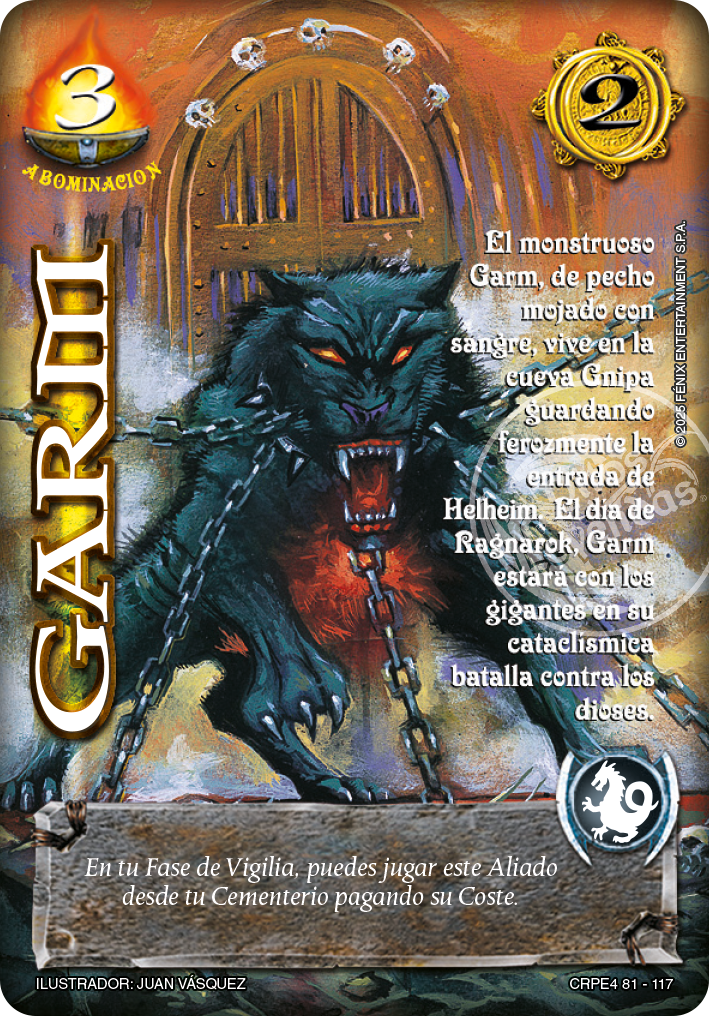 3
ABOMINACION
2
GARM
El monstruoso
Garm, de pecho
mojado con
sangre, vive en la
cueva Gnipa
guardando
ferozmente la
entrada de
Helheim. El dia de
Ragnarok, Garm
estara con los
gigantes en su
cataclismica
batalla contra los
dioses.
© 2025 FÉNIX ENTERTAINMENT S.P.A.
En tu Fase de Vigilia, puedes jugar este Aliado
desde tu Cementerio pagando su Coste.
ILUSTRADOR: JUAN VÁSQUEZ
CRPE4 81 - 117